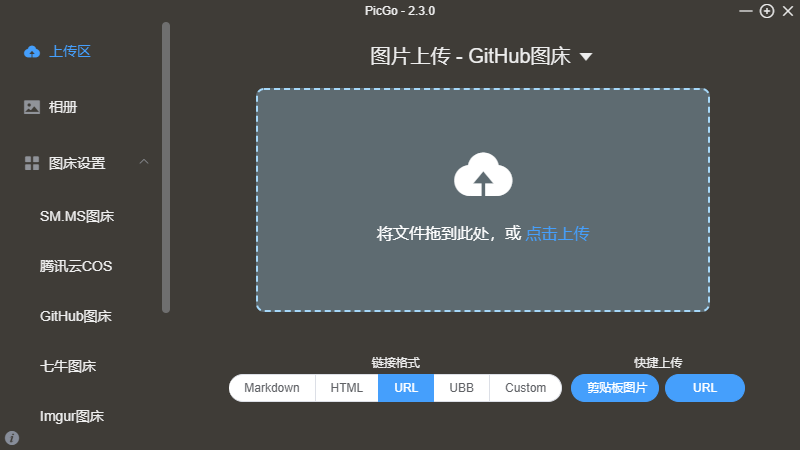 PicGo - 2.3.0
上传区
相册
图床设置
SM.MS图床
腾讯云COS
GitHub图床
七牛图床
Imgur图床
图片上传 - GitHub图床
将文件拖到此处，或 点击上传
链接格式
Markdown HTML URL UBB Custom
快捷上传
剪贴板图片 URL